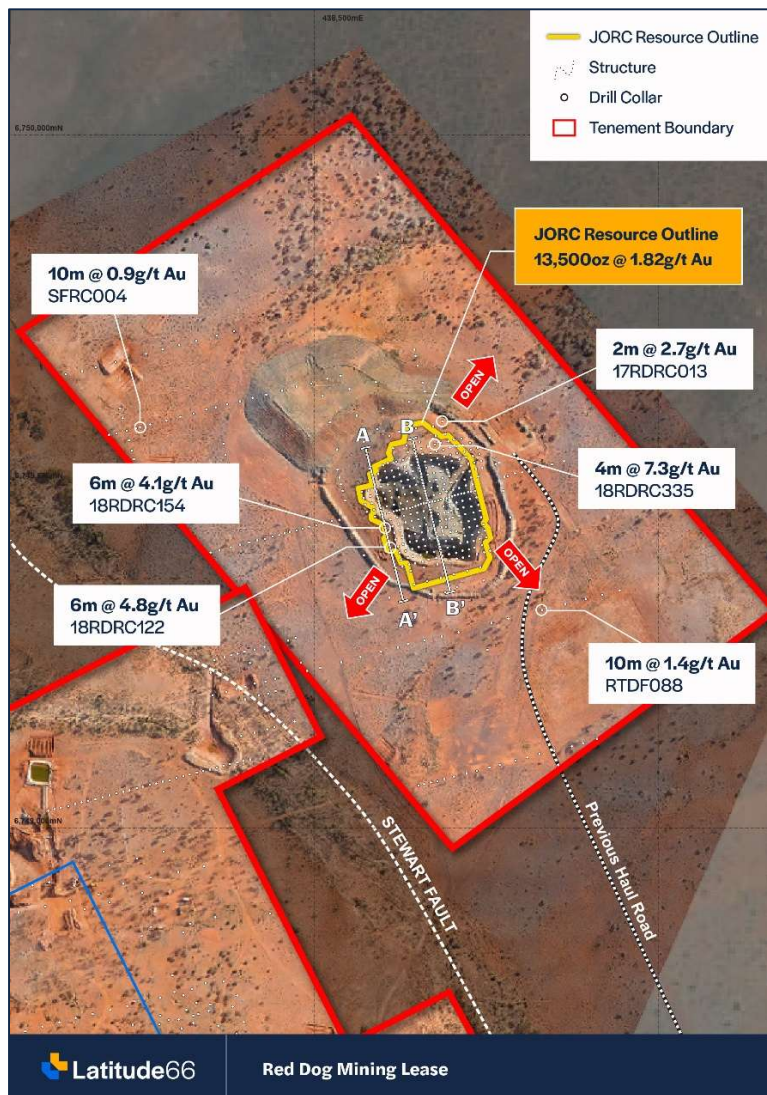 438,500mE
JORC Resource Outline
Structure
Drill Collar
Tenement Boundary
6,750,000mN
JORC Resource Outline
13,500oz @ 1.82g/t Au
10m @ 0.9g/t Au
SFRC004
OPEN
2m @ 2.7g/t Au
17RDRC013
A
B
6m @ 4.1g/t Au
18RDRC154
4m @ 7.3g/t Au
18RDRC335
OPEN
OPEN
6m @ 4.8g/t Au
18RDRC122
A'
B'
10m @ 1.4g/t Au
RTDF088
STEWART FAULT
Previous Haul Road
Latitude66
Red Dog Mining Lease